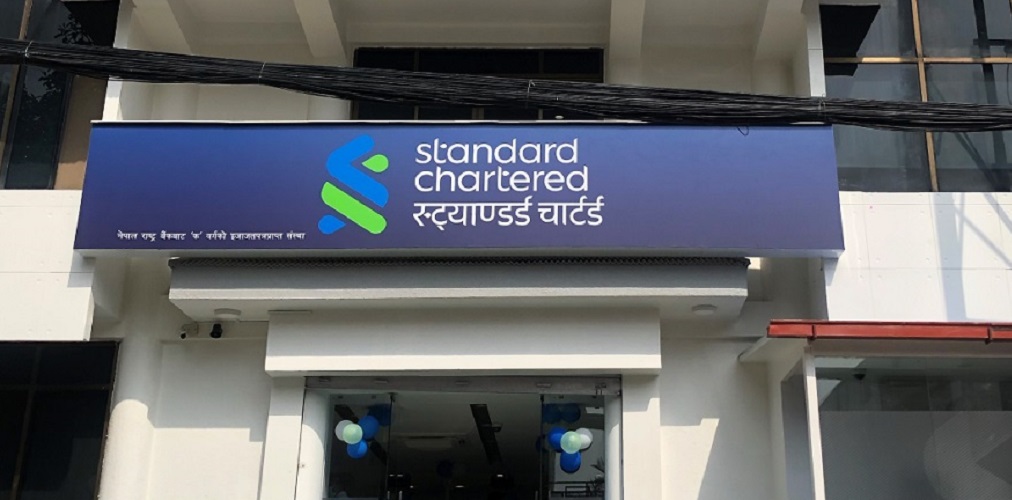 standard
chartered
स्ट्याण्डर्ड चार्टर्ड
नेपाल राष्ट्र बैंकबाट 'क' वर्गको इजाजतपत्रप्राप्त संस्था